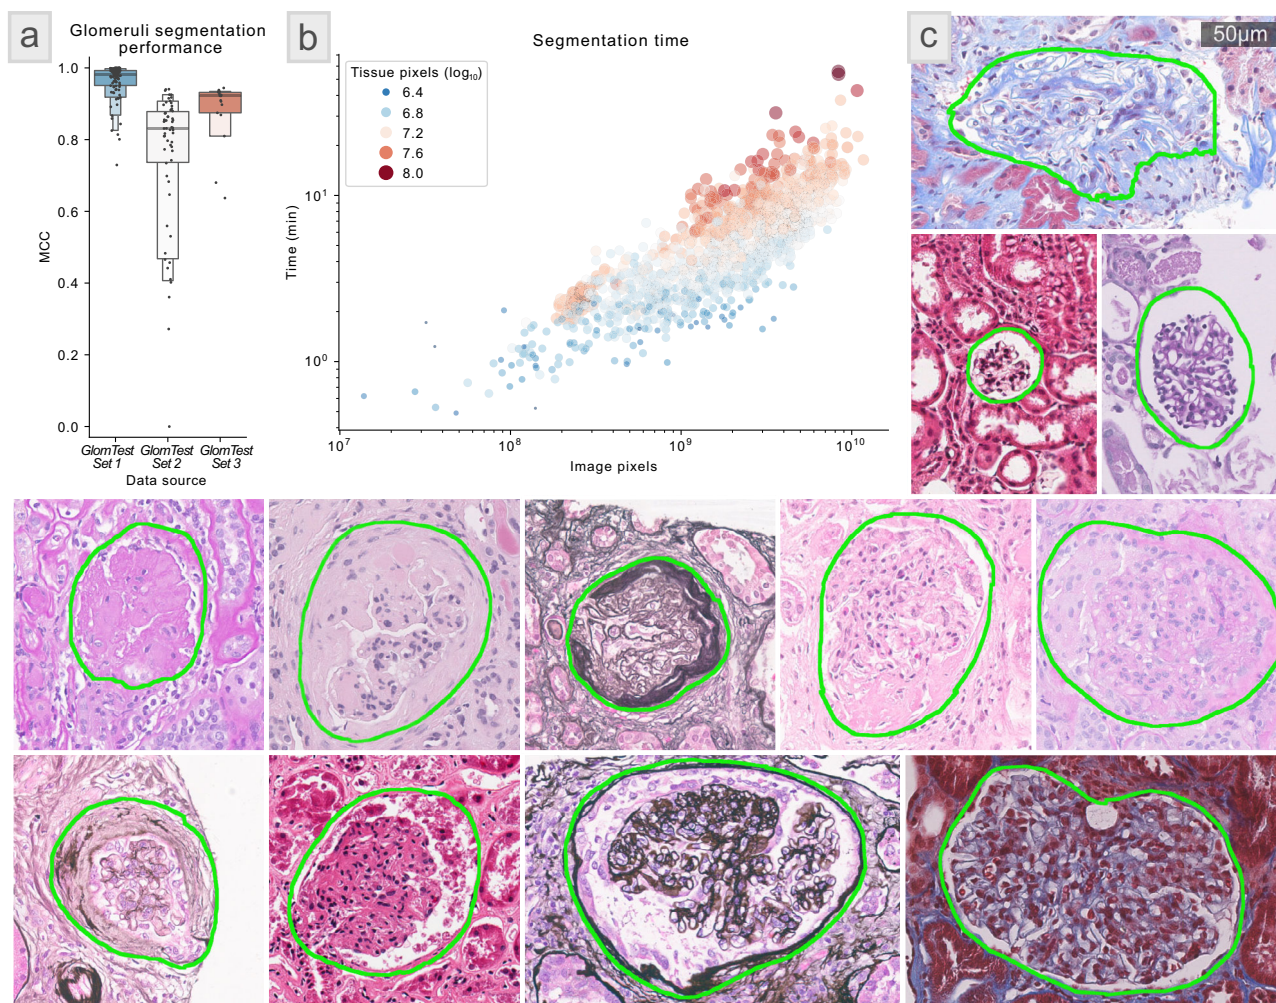 a
Glomeruli segmentation
performance
1.0
0.8
0.6
0.4
0.2
0.0
MCC
GlomTest
Set 1
GlomTest
Set 2
GlomTest
Set 3
Data source
b
Segmentation time
Tissue pixels (log₁₀)
6.4
6.8
7.2
7.6
8.0
10¹
10⁰
Time (min)
10⁷
10⁸
10⁹
10¹⁰
Image pixels
c
50µm